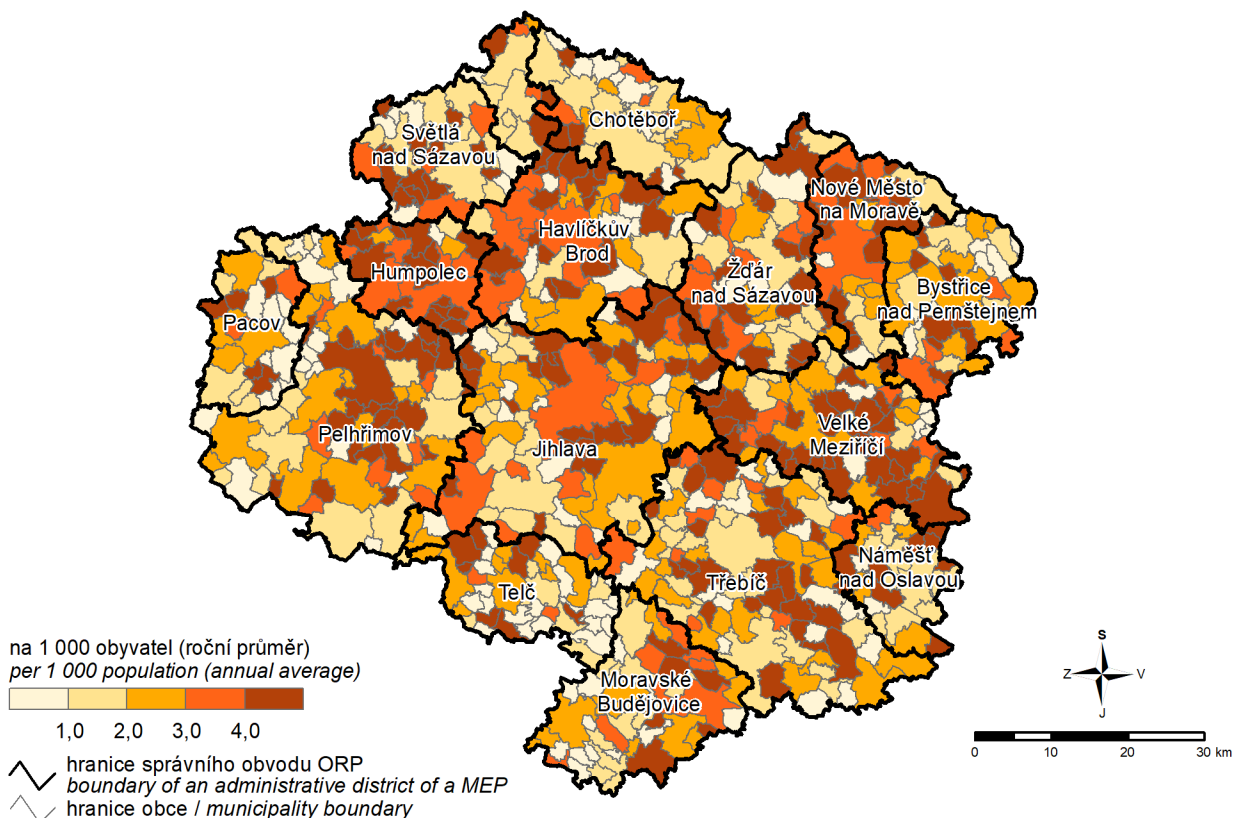 Chotěboř
Světlá
nad Sázavou
Nové Město
na Moravě
Havlíčkův
Brod
Humpolec
Žďár
nad Sázavou
Bystřice
nad Pernštejnem
Pacov
Pelhřimov
Jihlava
Velké
Meziříčí
Náměšť
nad Oslavou
Třebíč
Telč
Moravské
Budějovice
na 1 000 obyvatel (roční průměr)
per 1 000 population (annual average)
1,0 2,0 3,0 4,0
hranice správního obvodu ORP
boundary of an administrative district of a MEP
hranice obce / municipality boundary
S
Z V
J
0 10 20 30 km